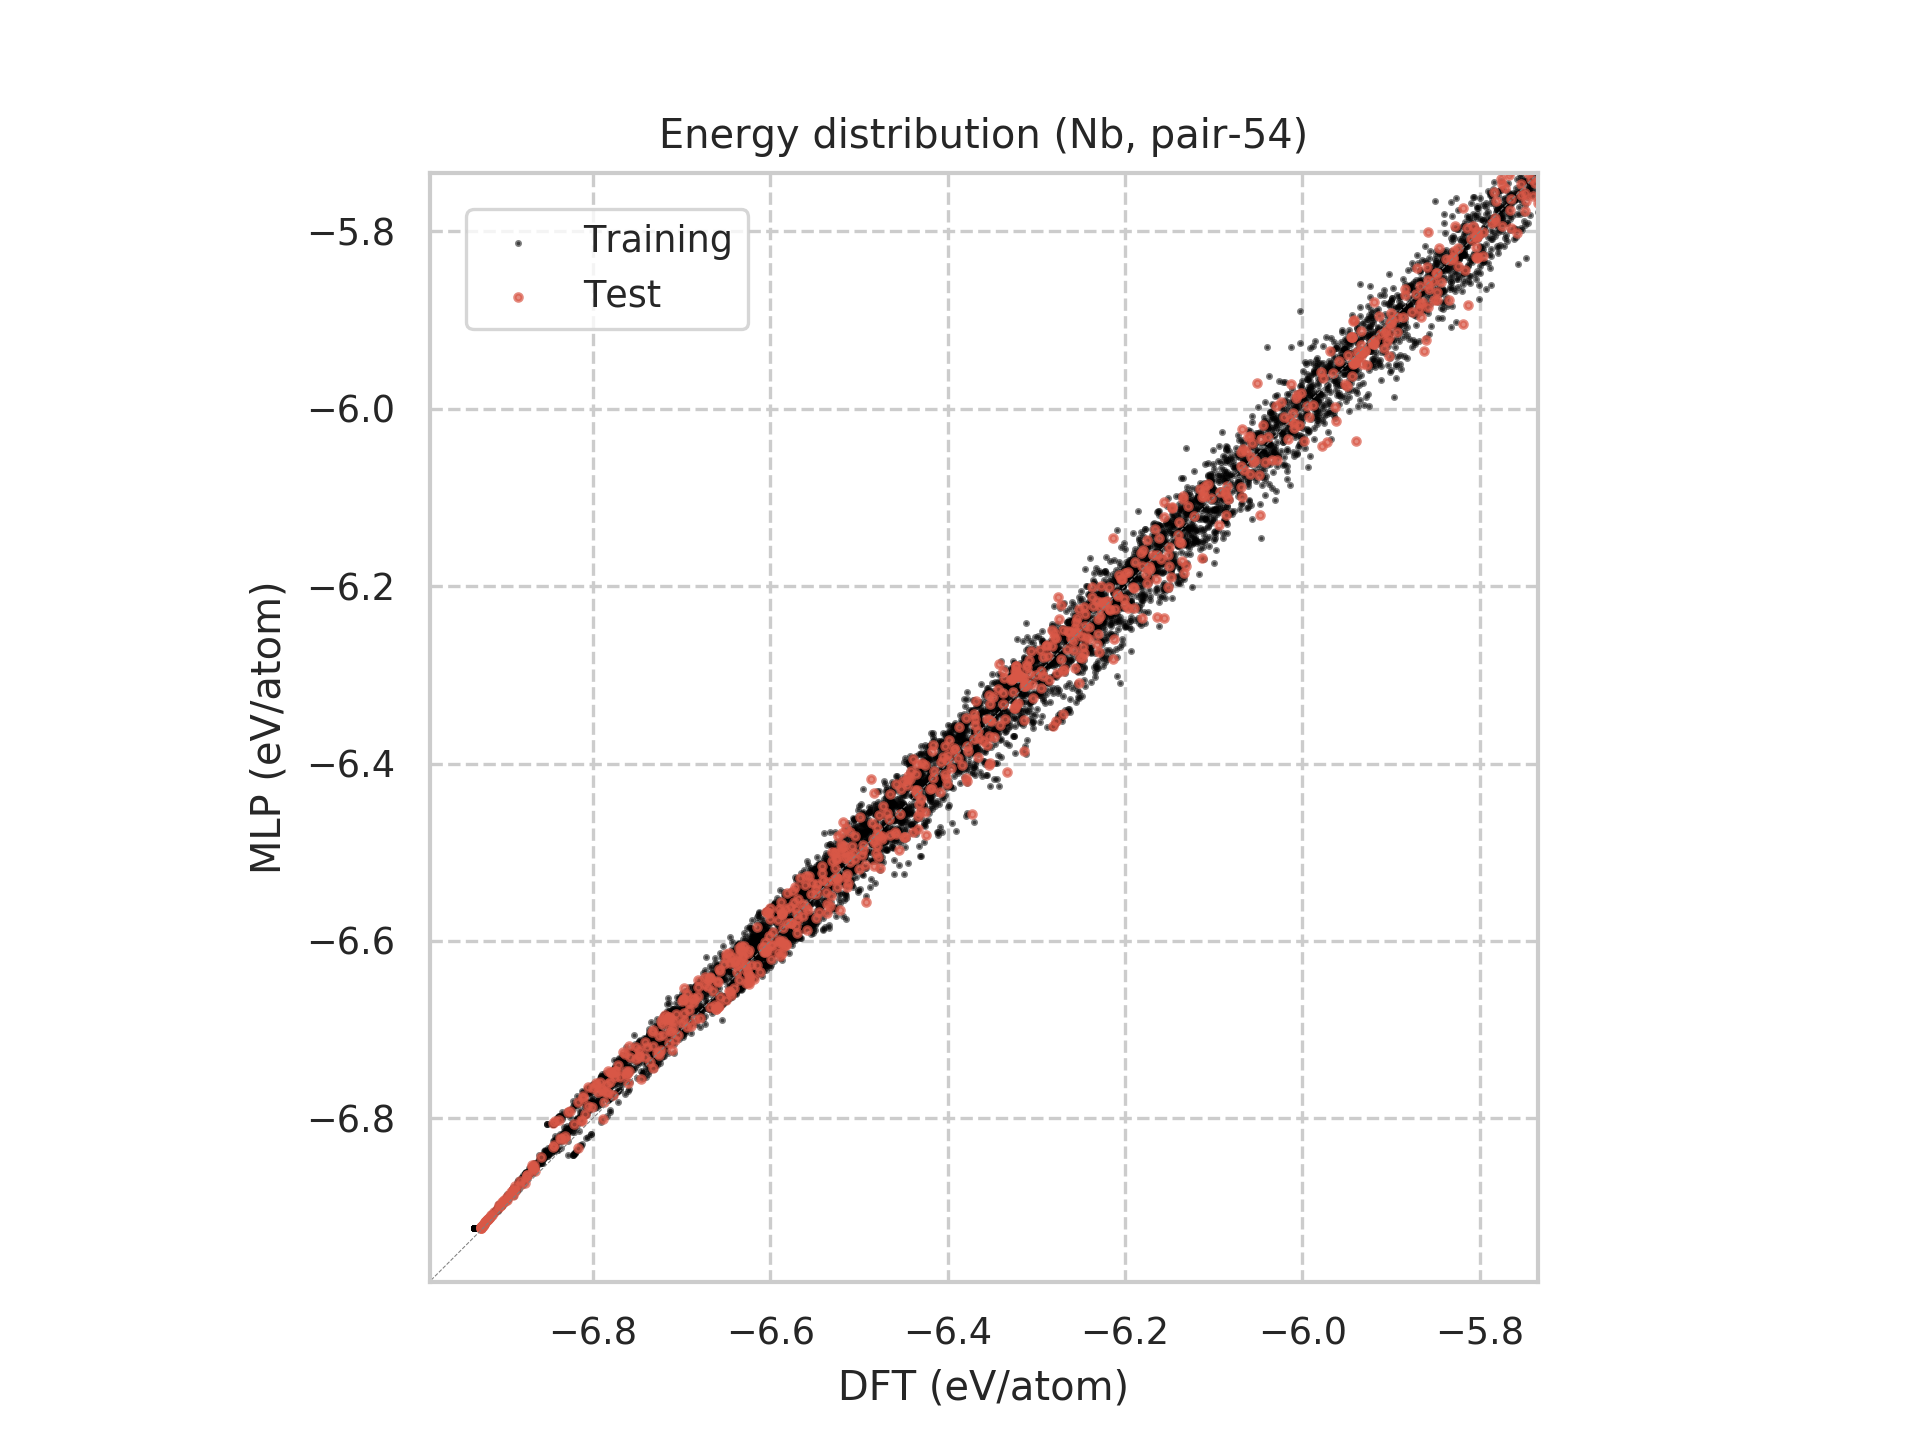 Energy distribution (Nb, pair-54)
Training
Test
−5.8
−6.0
−6.2
−6.4
−6.6
−6.8
MLP (eV/atom)
−6.8 −6.6 −6.4 −6.2 −6.0 −5.8
DFT (eV/atom)